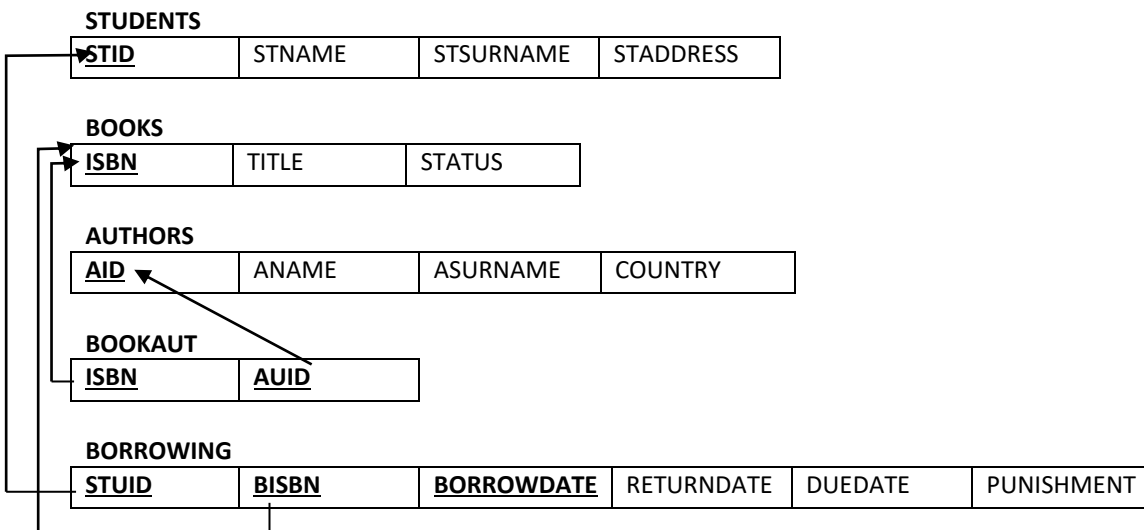 STUDENTS
STID STNAME STSURNAME STADDRESS
BOOKS
ISBN TITLE STATUS
AUTHORS
AID ANAME ASURNAME COUNTRY
BOOKAUT
ISBN AUID
BORROWING
STUID BISBN BORROWDATE RETURNDATE DUEDATE PUNISHMENT